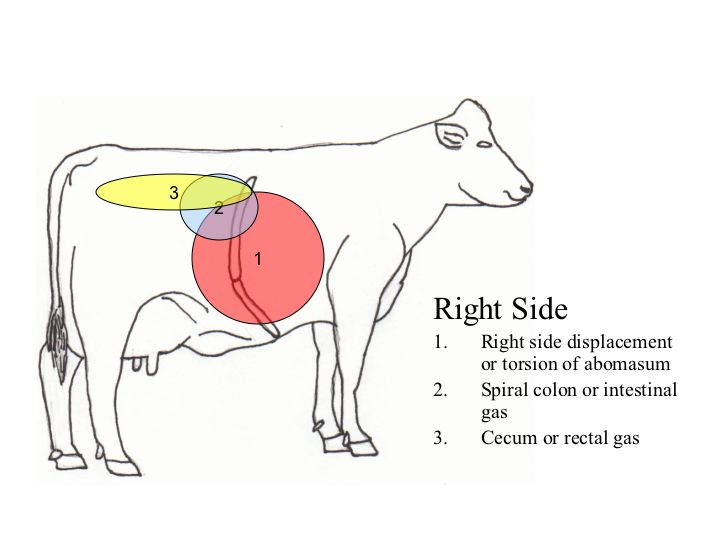 3
2
1
Right Side
1. Right side displacement
or torsion of abomasum
2. Spiral colon or intestinal
gas
3. Cecum or rectal gas